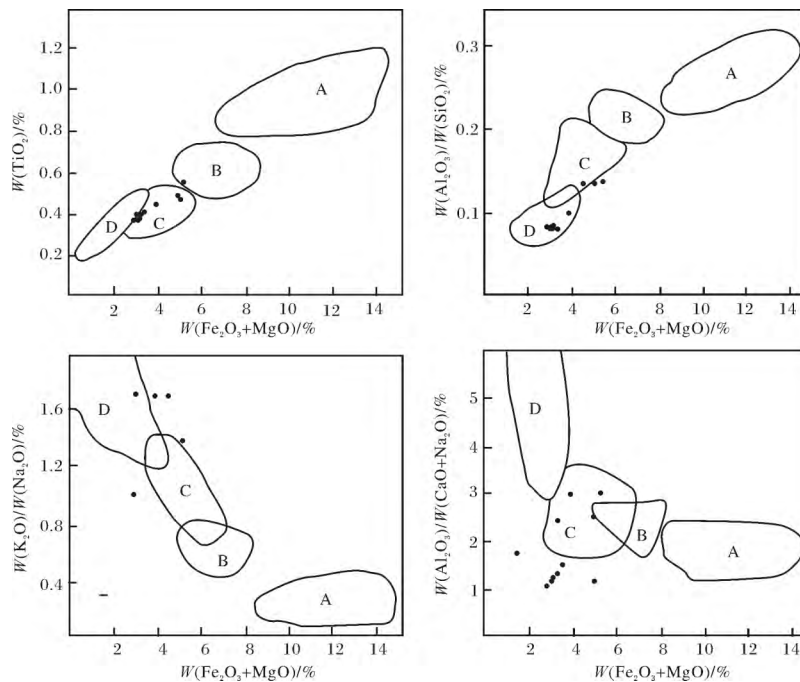 W(TiO₂)/%
1.2
1.0
0.8
0.6
0.4
0.2
A
B
C
D
2 4 6 8 10 12 14
W(Fe₂O₃+MgO)/%
W(Al₂O₃)/W(SiO₂)/%
0.3
0.2
0.1
A
B
C
D
2 4 6 8 10 12 14
W(Fe₂O₃+MgO)/%
W(K₂O)/W(Na₂O)/%
1.6
1.2
0.8
0.4
D
C
B
A
2 4 6 8 10 12 14
W(Fe₂O₃+MgO)/%
W(Al₂O₃)/W(CaO+Na₂O)/%
5
4
3
2
1
D
C
B
A
2 4 6 8 10 12 14
W(Fe₂O₃+MgO)/%